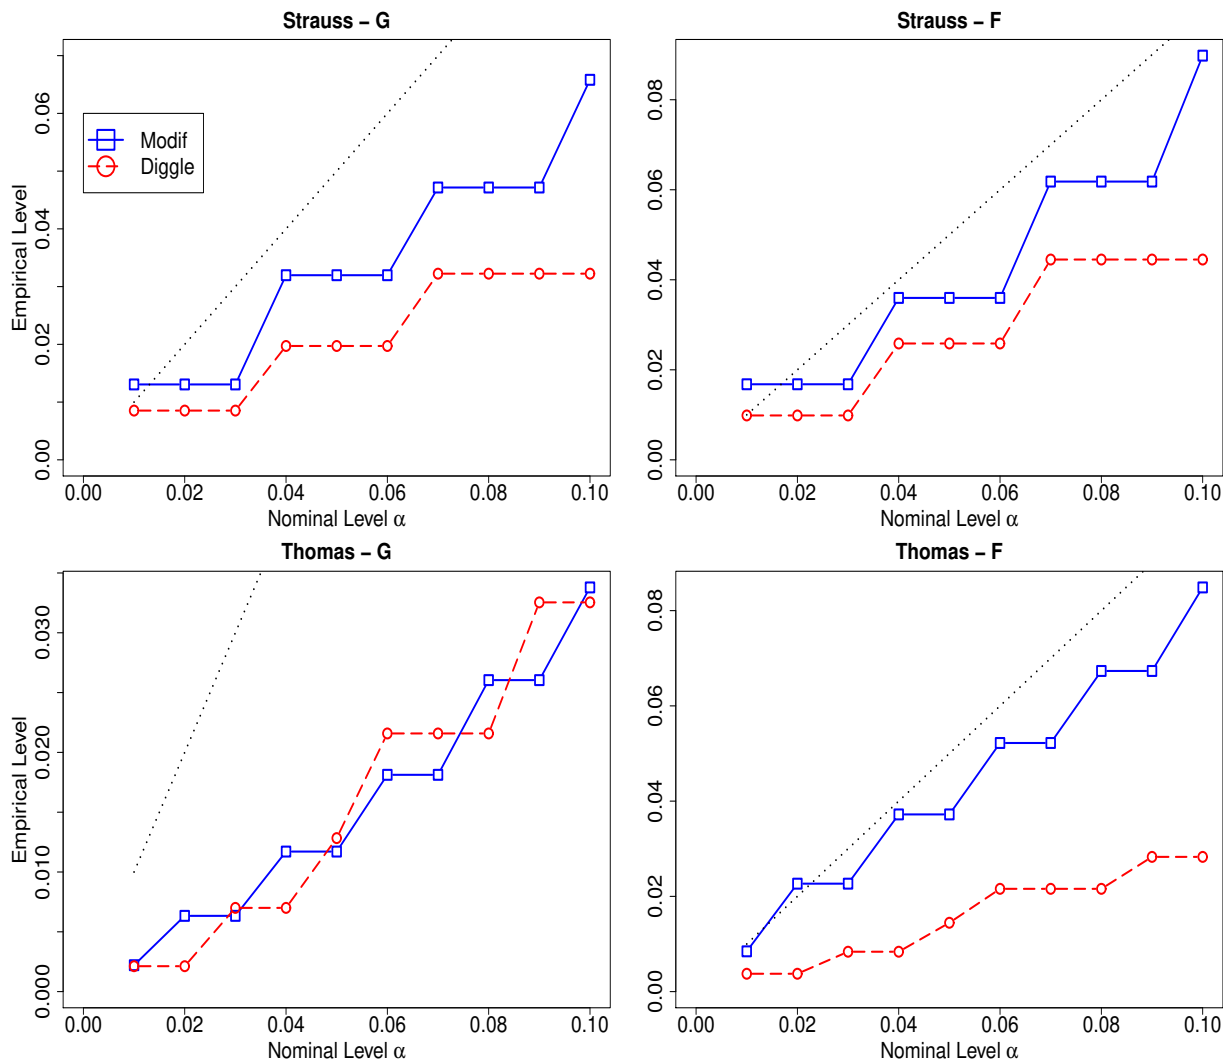 Strauss – G
Empirical Level
0.00 0.02 0.04 0.06
Modif
Diggle
0.00 0.02 0.04 0.06 0.08 0.10
Nominal Level α
Strauss – F
0.00 0.02 0.04 0.06 0.08
0.00 0.02 0.04 0.06 0.08 0.10
Nominal Level α
Thomas – G
Empirical Level
0.000 0.010 0.020 0.030
0.00 0.02 0.04 0.06 0.08 0.10
Nominal Level α
Thomas – F
0.00 0.02 0.04 0.06 0.08
0.00 0.02 0.04 0.06 0.08 0.10
Nominal Level α